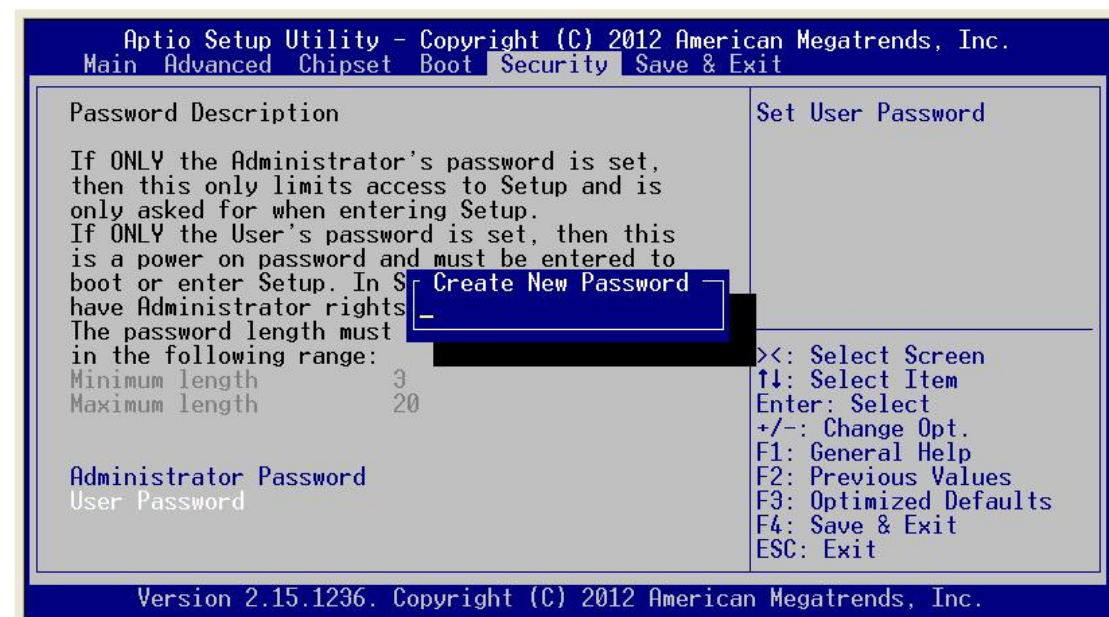 Aptio Setup Utility – Copyright (C) 2012 American Megatrends, Inc.
Main Advanced Chipset Boot Security Save & Exit
Password Description
If ONLY the Administrator's password is set,
then this only limits access to Setup and is
only asked for when entering Setup.
If ONLY the User's password is set, then this
is a power on password and must be entered to
boot or enter Setup. In S
have Administrator rights
The password length must
in the following range:
Minimum length 3
Maximum length 20
Administrator Password
User Password
Create New Password
Set User Password
><: Select Screen
↑↓: Select Item
Enter: Select
+/-: Change Opt.
F1: General Help
F2: Previous Values
F3: Optimized Defaults
F4: Save & Exit
ESC: Exit
Version 2.15.1236. Copyright (C) 2012 American Megatrends, Inc.